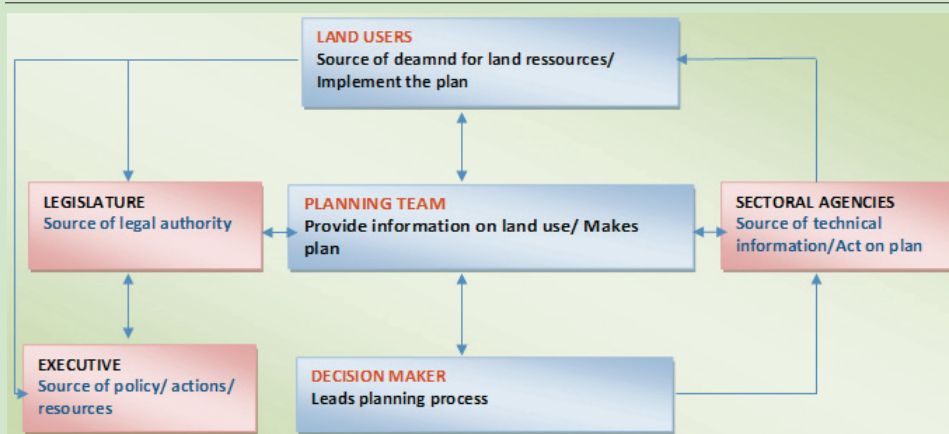 LAND USERS
Source of deamnd for land ressources/
Implement the plan
LEGISLATURE
Source of legal authority
PLANNING TEAM
Provide information on land use/ Makes
plan
SECTORAL AGENCIES
Source of technical
information/Act on plan
EXECUTIVE
Source of policy/ actions/
resources
DECISION MAKER
Leads planning process